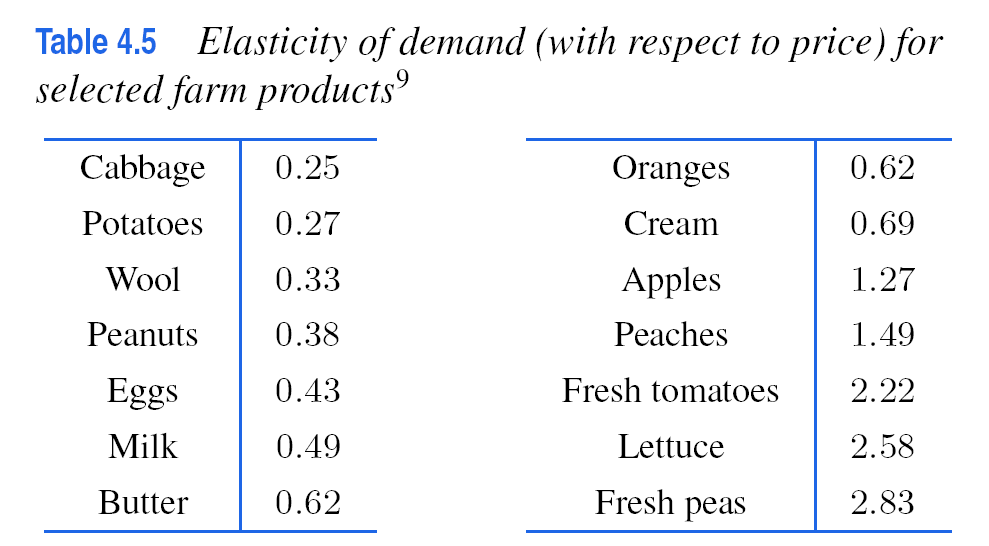 Table 4.5 Elasticity of demand (with respect to price) for
selected farm products9
Cabbage 0.25
Potatoes 0.27
Wool 0.33
Peanuts 0.38
Eggs 0.43
Milk 0.49
Butter 0.62
Oranges 0.62
Cream 0.69
Apples 1.27
Peaches 1.49
Fresh tomatoes 2.22
Lettuce 2.58
Fresh peas 2.83